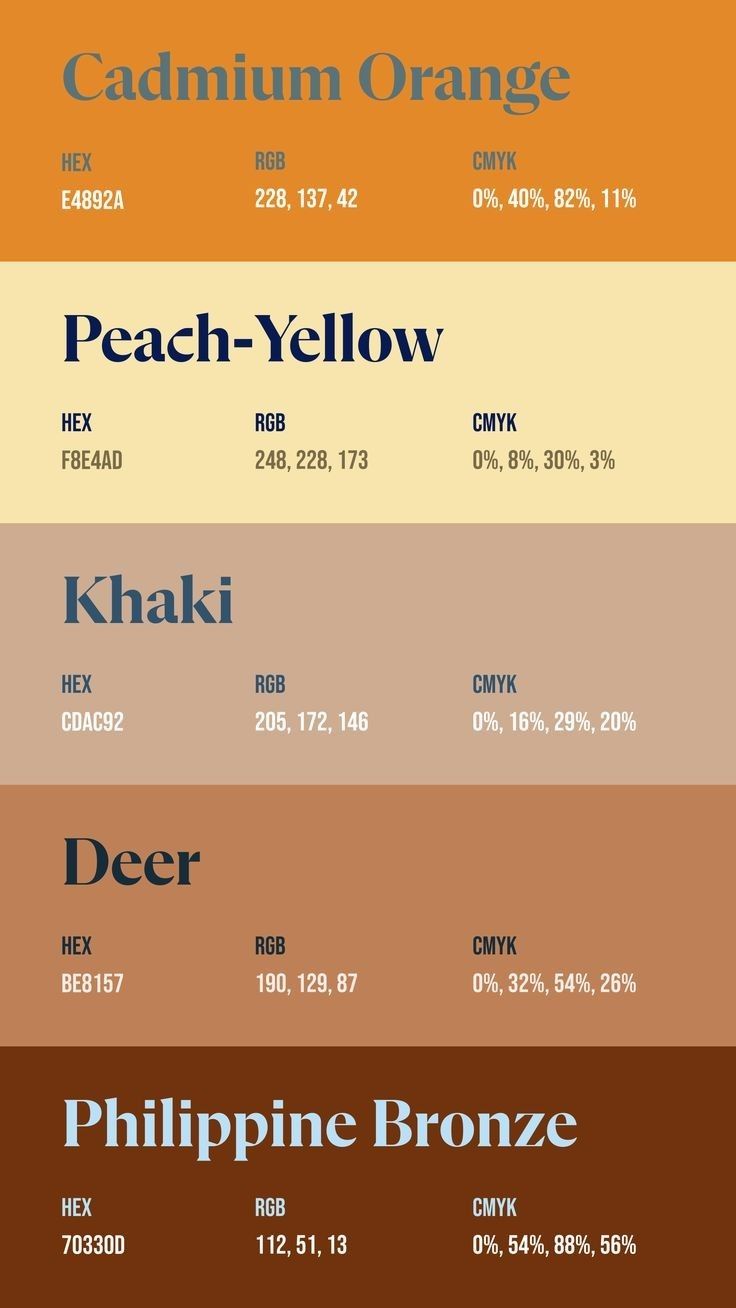 Cadmium Orange
HEX RGB CMYK
E4892A 228, 137, 42 0%, 40%, 82%, 11%
Peach-Yellow
HEX RGB CMYK
F8E4AD 248, 228, 173 0%, 8%, 30%, 3%
Khaki
HEX RGB CMYK
CDAC92 205, 172, 146 0%, 16%, 29%, 20%
Deer
HEX RGB CMYK
BE8157 190, 129, 87 0%, 32%, 54%, 26%
Philippine Bronze
HEX RGB CMYK
70330D 112, 51, 13 0%, 54%, 88%, 56%